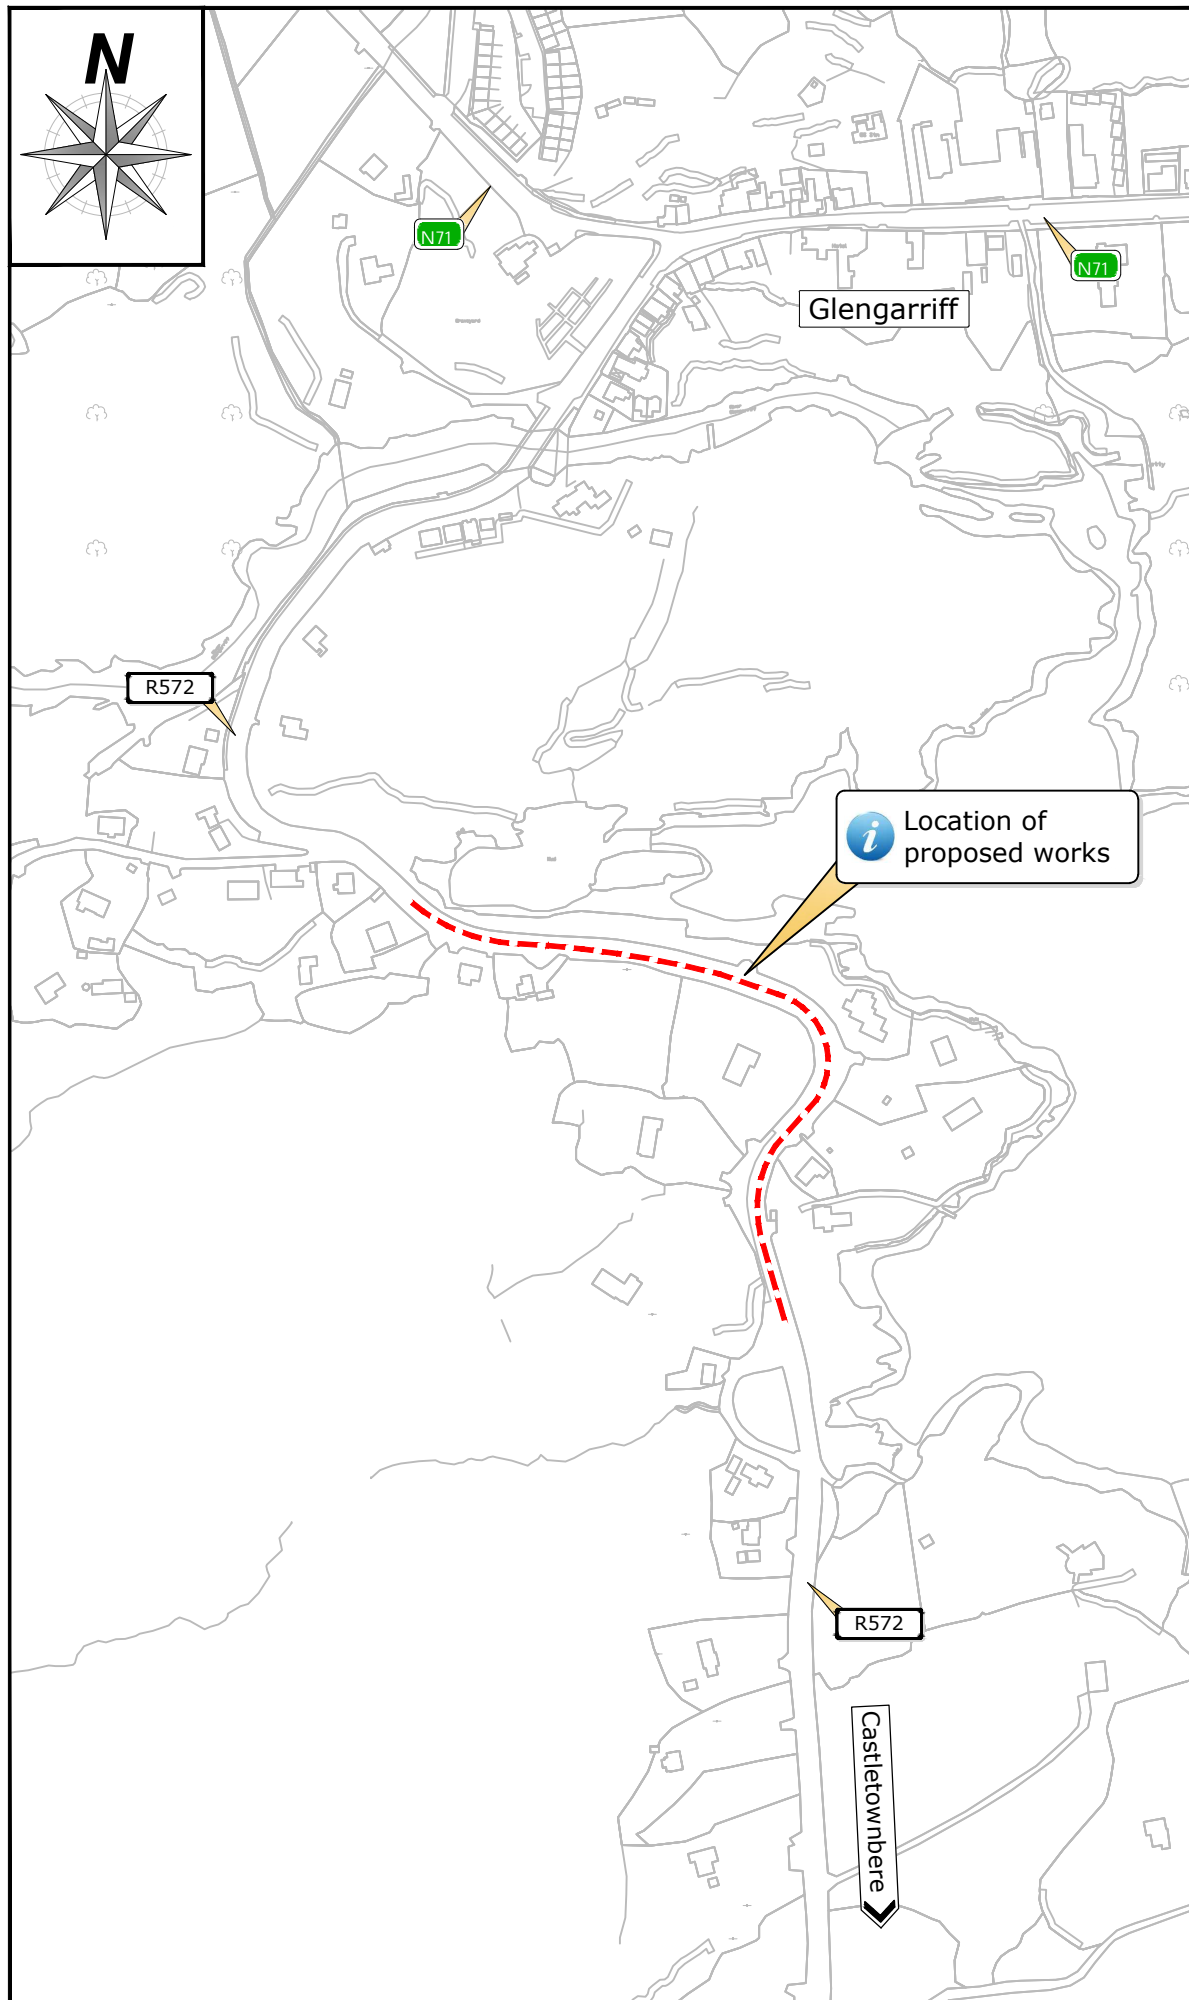 N
N71
N71
Glengarriff
R572
Location of
proposed works
R572
Castletownbere